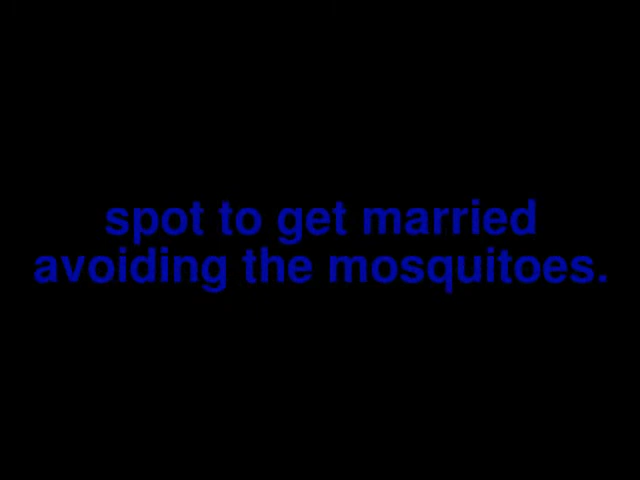 spot to get married
avoiding the mosquitoes.